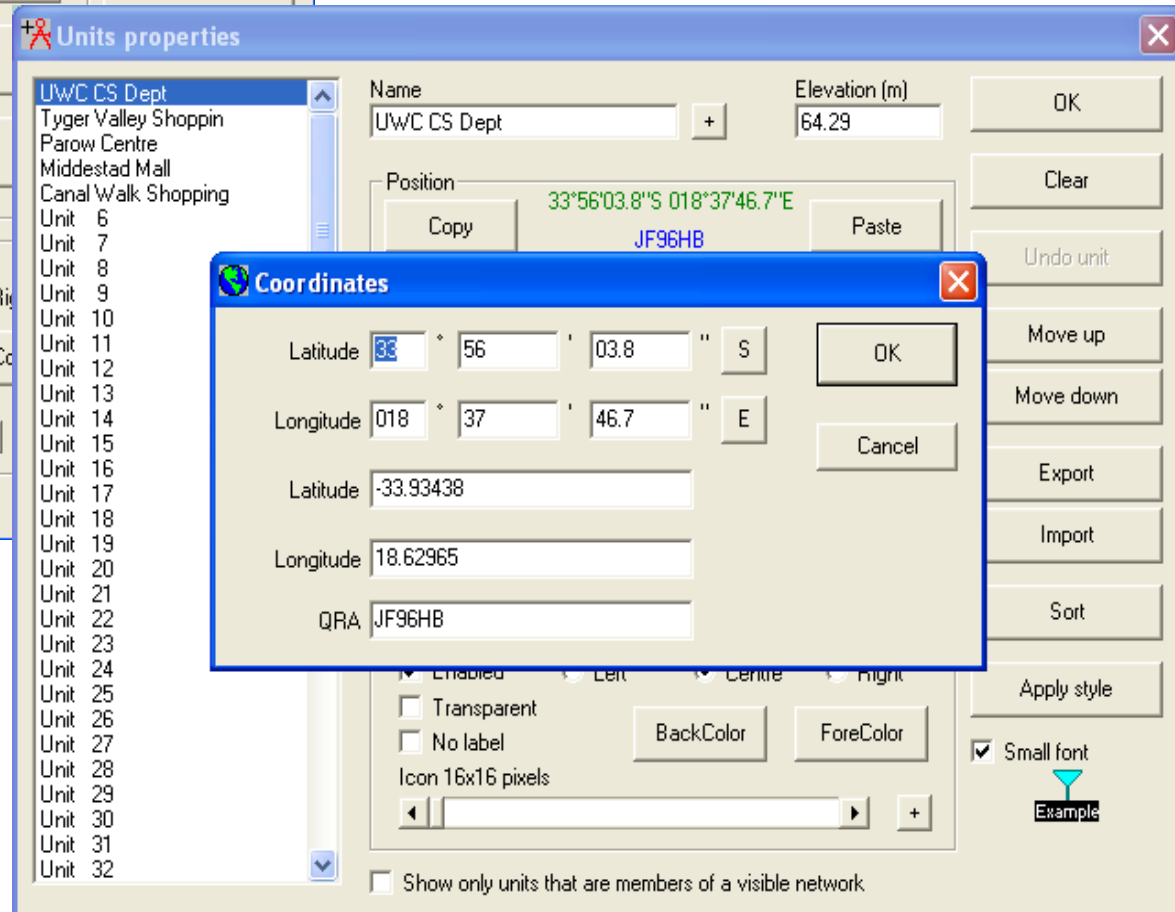 Units properties
UWC CS Dept
Tyger Valley Shoppin
Parow Centre
Middestad Mall
Canal Walk Shopping
Unit 6
Unit 7
Unit 8
Unit 9
Unit 10
Unit 11
Unit 12
Unit 13
Unit 14
Unit 15
Unit 16
Unit 17
Unit 18
Unit 19
Unit 20
Unit 21
Unit 22
Unit 23
Unit 24
Unit 25
Unit 26
Unit 27
Unit 28
Unit 29
Unit 30
Unit 31
Unit 32
Name
UWC CS Dept
+
Elevation (m)
64.29
Position
33°56'03.8"S 018°37'46.7"E
Copy
JF96HB
Paste
Coordinates
Latitude 33 ° 56 ' 03.8 " S
Longitude 018 ° 37 ' 46.7 " E
Latitude -33.93438
Longitude 18.62965
QRA JF96HB
OK
Cancel
Enabled Left Centre Right
Transparent
No label
BackColor ForeColor
Icon 16x16 pixels
+
Show only units that are members of a visible network
OK
Clear
Undo unit
Move up
Move down
Export
Import
Sort
Apply style
Small font
Example